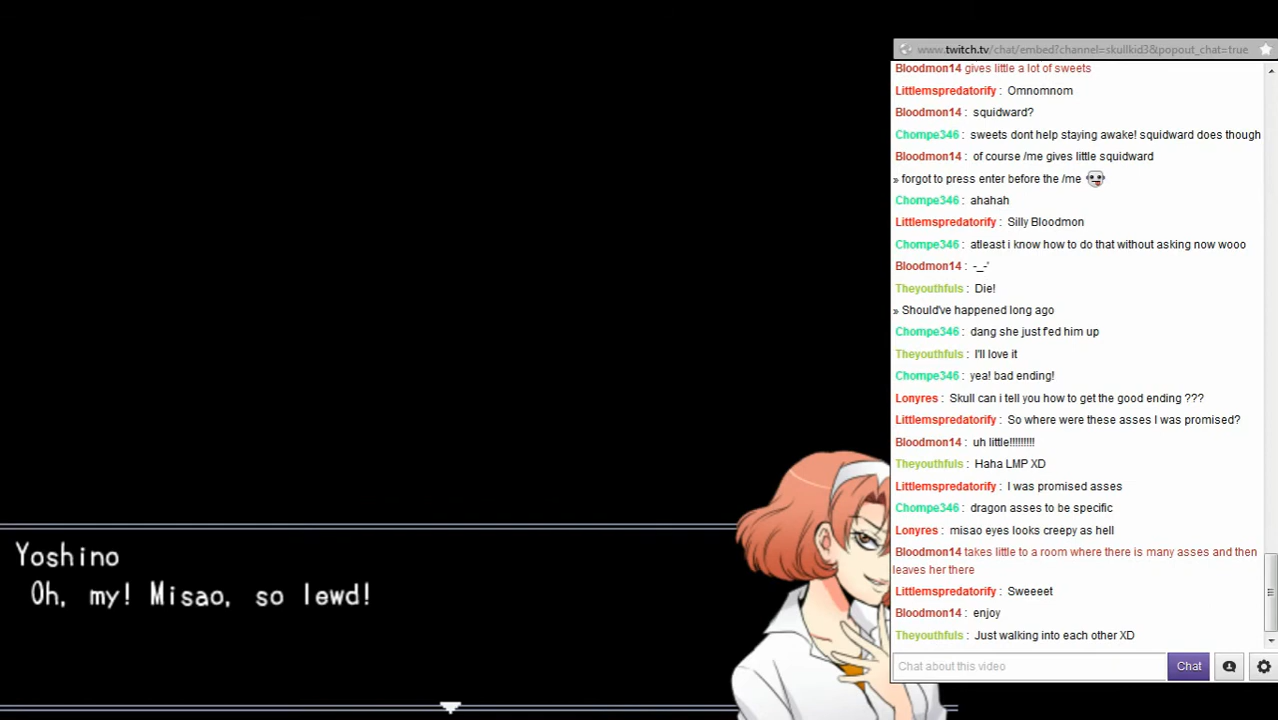 www.twitch.tv/chat/embed?channel=skullkid3&popout_chat=true
Bloodmon14 gives little a lot of sweets
Littlemspredatorify : Omnomnom
Bloodmon14 : squidward?
Chompe346 : sweets dont help staying awake! squidward does though
Bloodmon14 : of course /me gives little squidward
» forgot to press enter before the /me
Chompe346 : ahahah
Littlemspredatorify : Silly Bloodmon
Chompe346 : atleast i know how to do that without asking now wooo
Bloodmon14 : -_-'
Theyouthfuls : Die!
» Should've happened long ago
Chompe346 : dang she just f'ed him up
Theyouthfuls : I'll love it
Chompe346 : yea! bad ending!
Lonyres : Skull can i tell you how to get the good ending ???
Littlemspredatorify : So where were these asses I was promised?
Bloodmon14 : uh little!!!!!!!!!
Theyouthfuls : Haha LMP XD
Littlemspredatorify : I was promised asses
Chompe346 : dragon asses to be specific
Lonyres : misao eyes looks creepy as hell
Bloodmon14 takes little to a room where there is many asses and then
leaves her there
Littlemspredatorify : Sweeeet
Bloodmon14 : enjoy
Theyouthfuls : Just walking into each other XD
Chat about this video
Chat
Yoshino
Oh, my! Misao, so lewd!